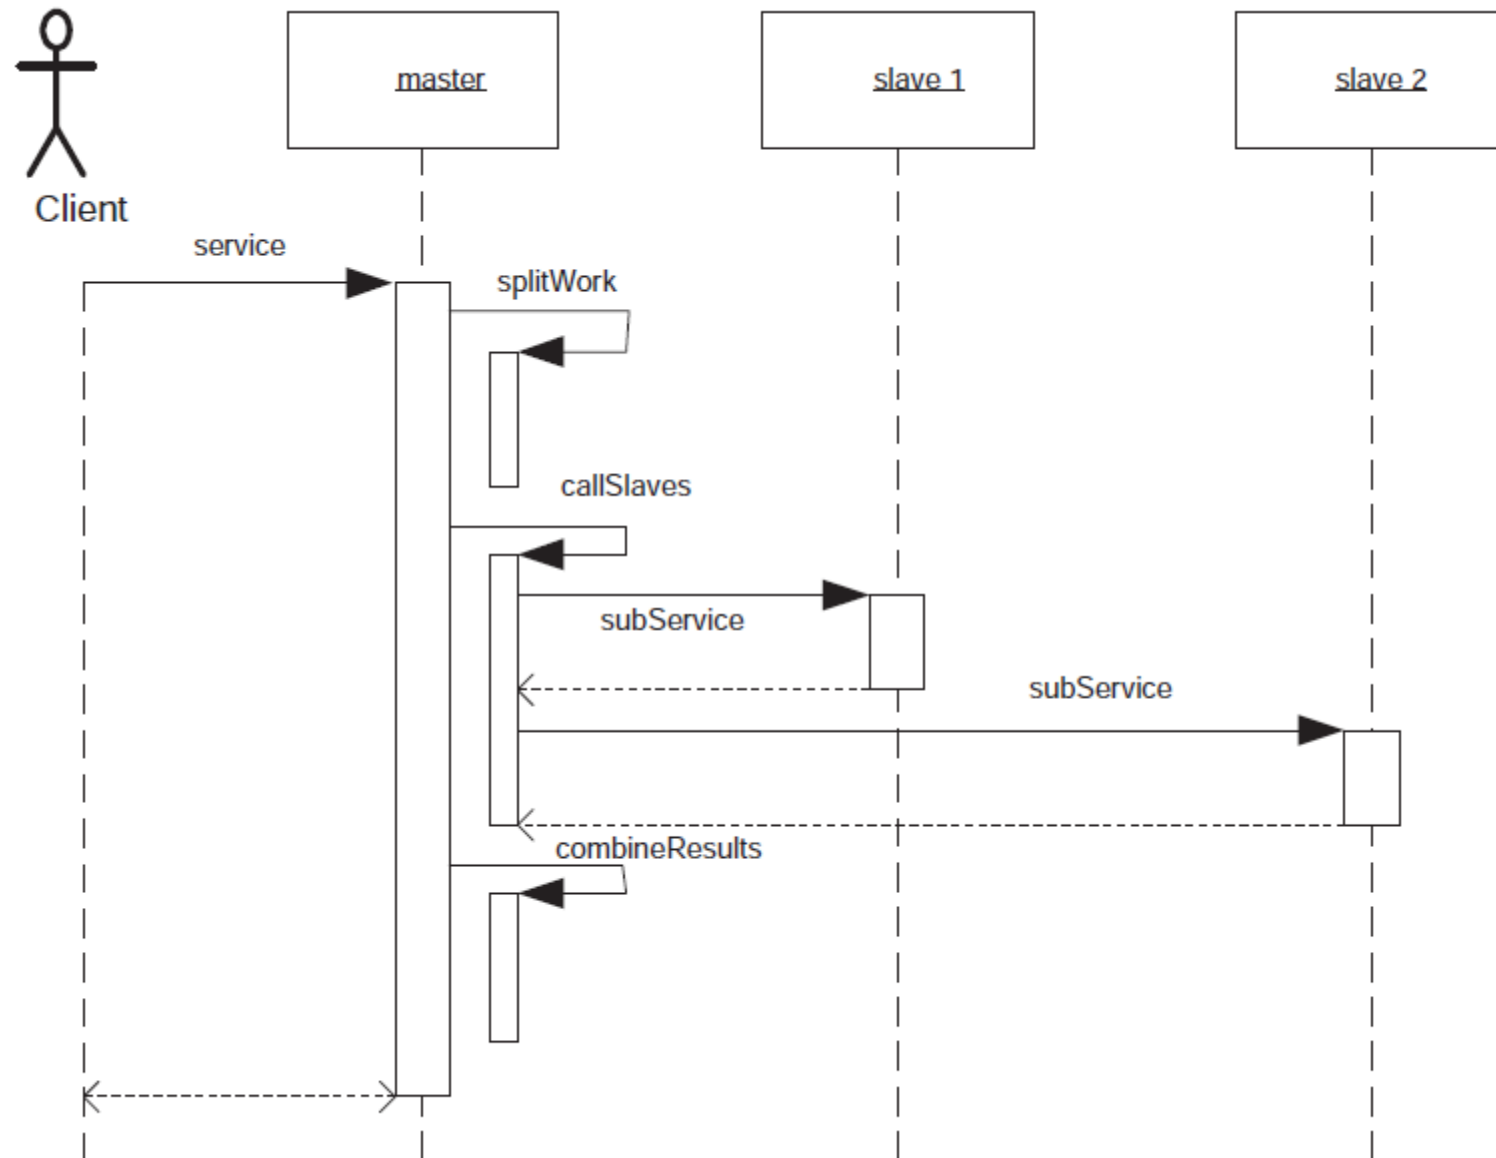 master
slave 1
slave 2
Client
service
splitWork
callSlaves
subService
subService
combineResults